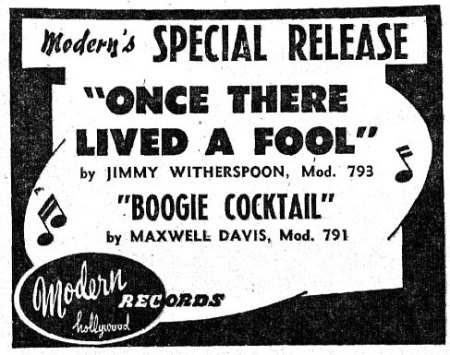 Modern's SPECIAL RELEASE
"ONCE THERE
LIVED A FOOL"
by JIMMY WITHERSPOON, Mod. 793
"BOOGIE COCKTAIL"
by MAXWELL DAVIS, Mod. 791
Modern RECORDS
hollywood